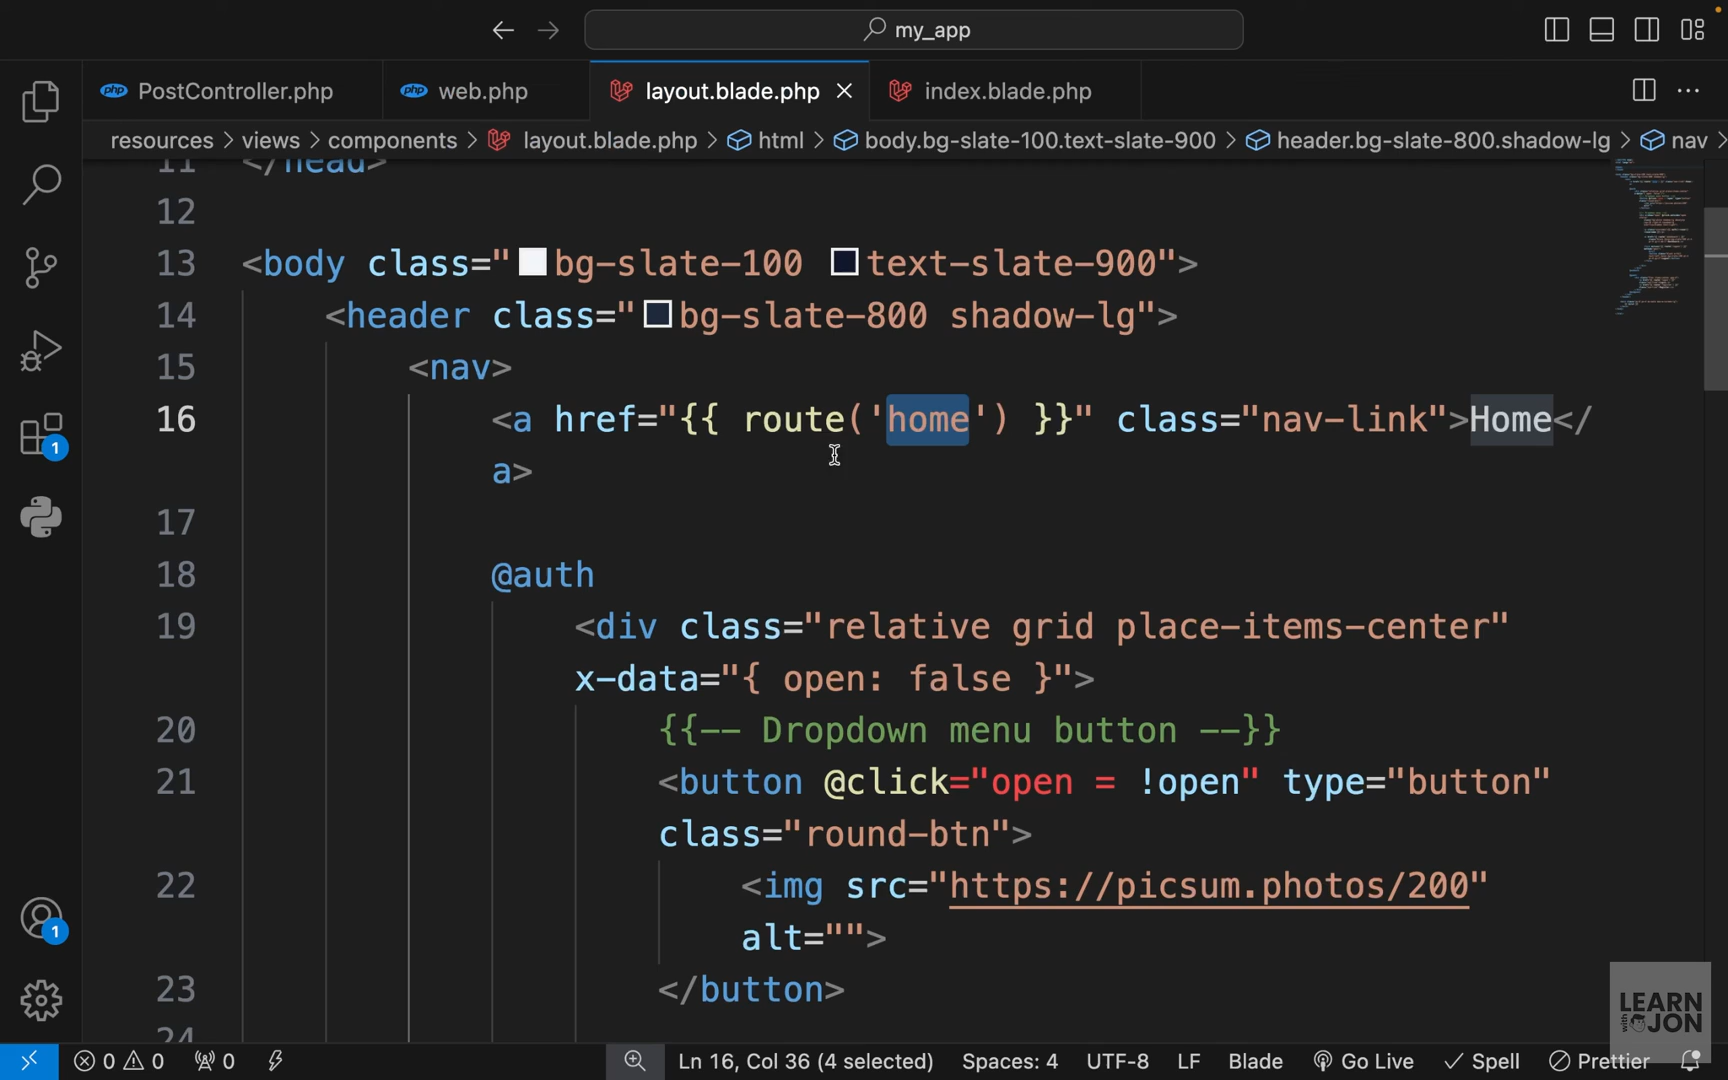 my_app
PostController.php
web.php
layout.blade.php
index.blade.php
resources > views > components > layout.blade.php > html > body.bg-slate-100.text-slate-900 > header.bg-slate-800.shadow-lg > nav >
11 </head>
12
13 <body class="bg-slate-100 text-slate-900">
14 <header class="bg-slate-800 shadow-lg">
15 <nav>
16 <a href="{{ route('home') }}" class="nav-link">Home</
a>
17
18 @auth
19 <div class="relative grid place-items-center"
x-data="{ open: false }">
20 {{-- Dropdown menu button --}}
21 <button @click="open = !open" type="button"
class="round-btn">
22 <img src="https://picsum.photos/200"
alt="">
23 </button>
24
1
1
LEARN
with
JON
0 0 0 Ln 16, Col 36 (4 selected) Spaces: 4 UTF-8 LF Blade Go Live Spell Prettier